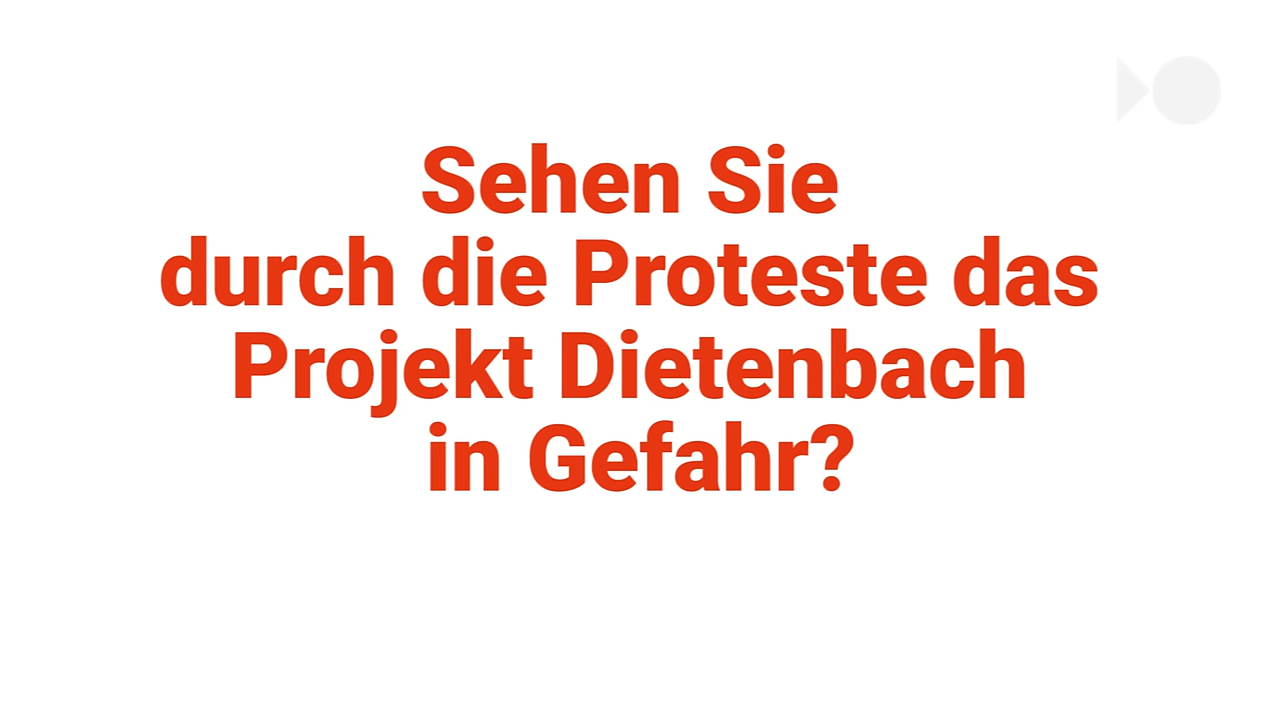 Sehen Sie
durch die Proteste das
Projekt Dietenbach
in Gefahr?